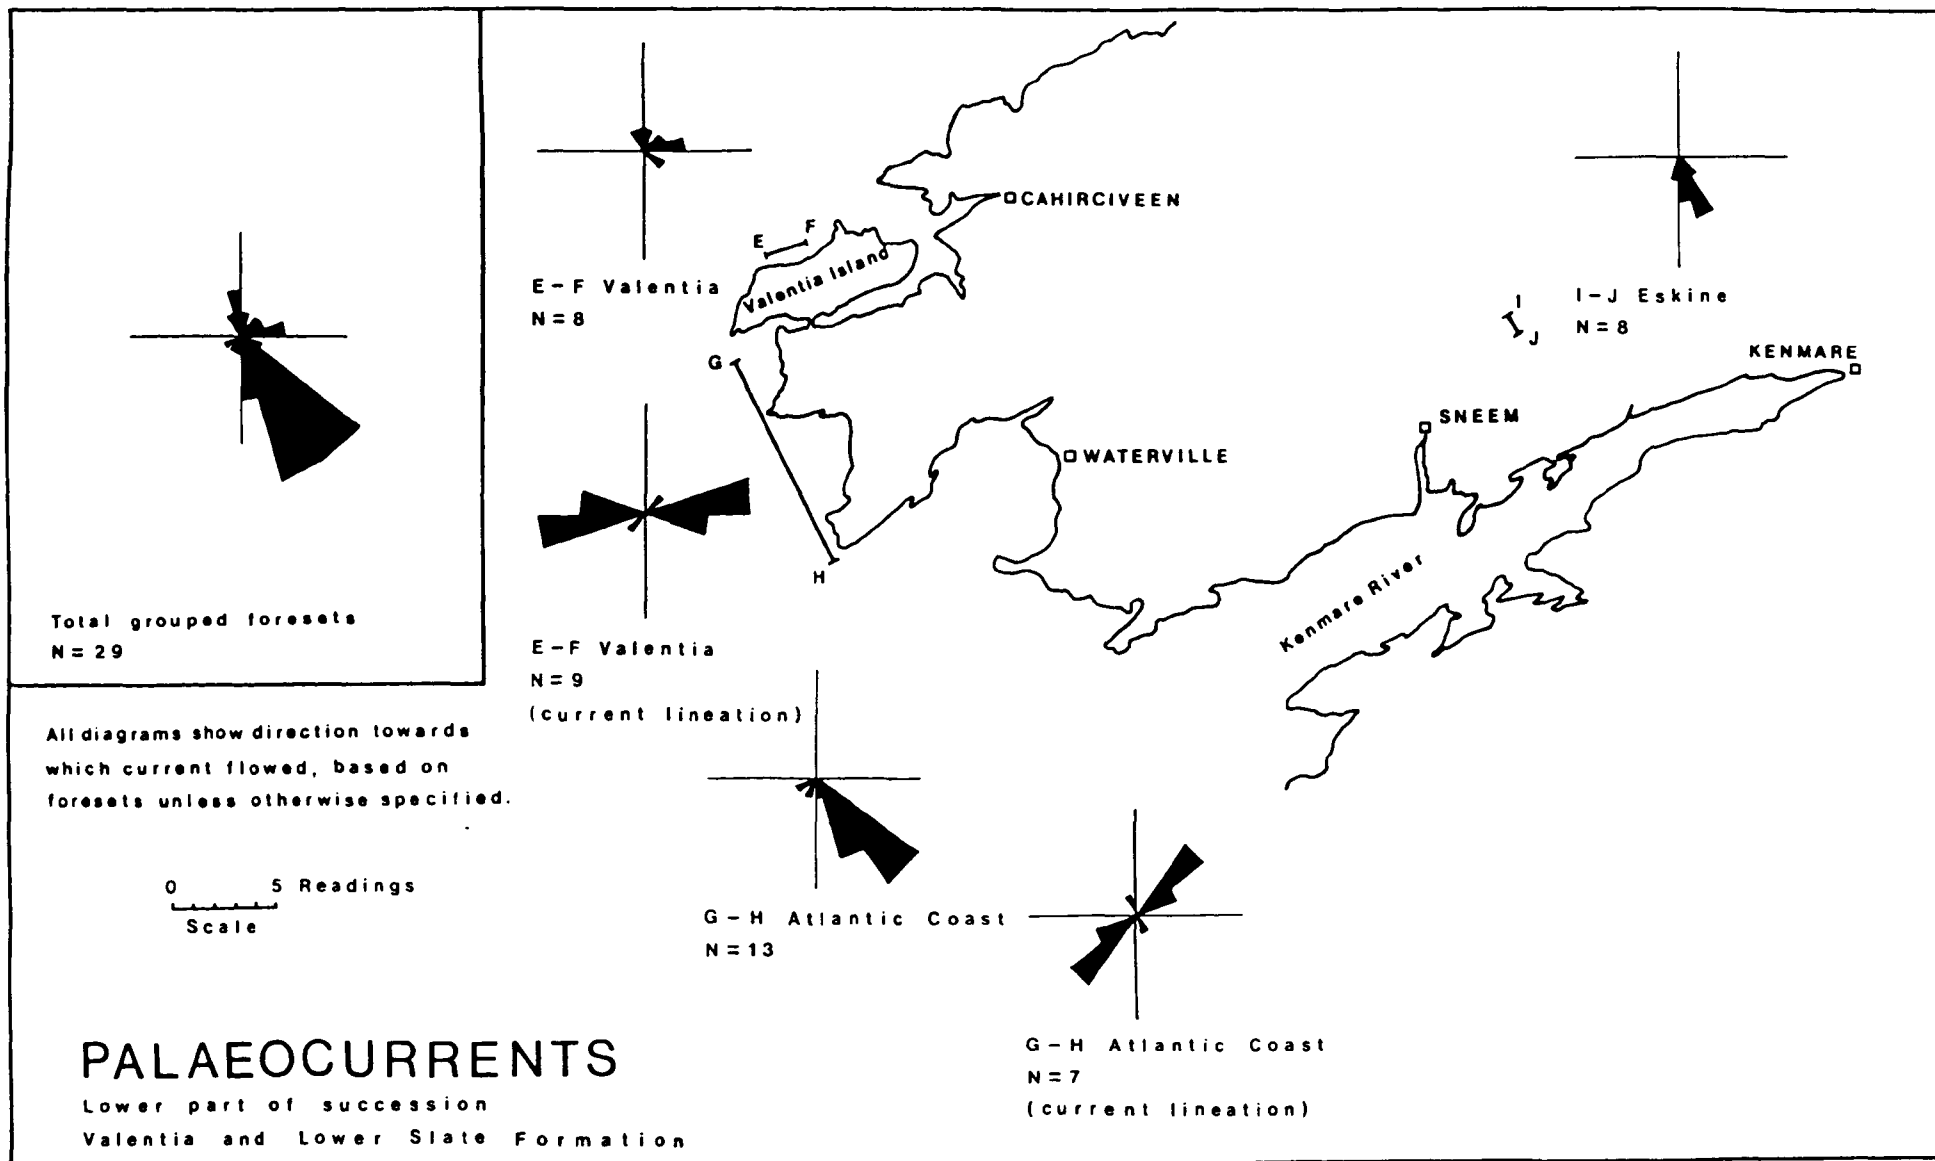 Total grouped foresets
N=29
All diagrams show direction towards
which current flowed, based on
foresets unless otherwise specified.
0 5 Readings
Scale
PALAEOCURRENTS
Lower part of succession
Valentia and Lower Slate Formation
E-F Valentia
N=8
E-F Valentia
N=9
(current lineation)
G-H Atlantic Coast
N=13
G-H Atlantic Coast
N=7
(current lineation)
I-J Eskine
N=8
E
F
Valentia Island
G
H
CAHIRCIVEEN
WATERVILLE
SNEEM
KENMARE
Kenmare River
I
J